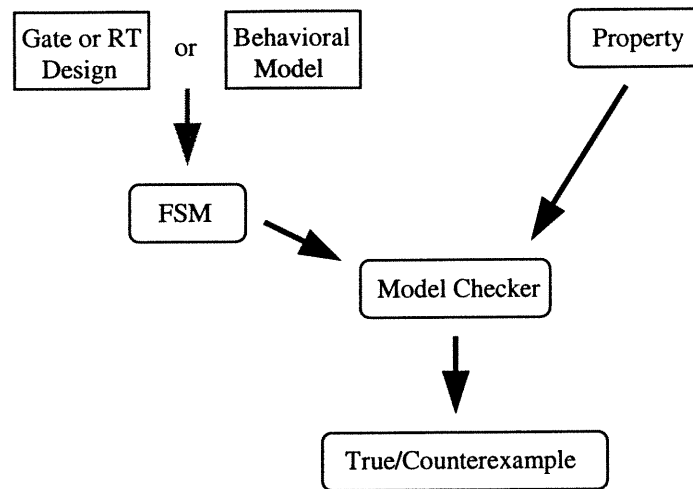 Gate or RT
Design
or
Behavioral
Model
Property
FSM
Model Checker
True/Counterexample